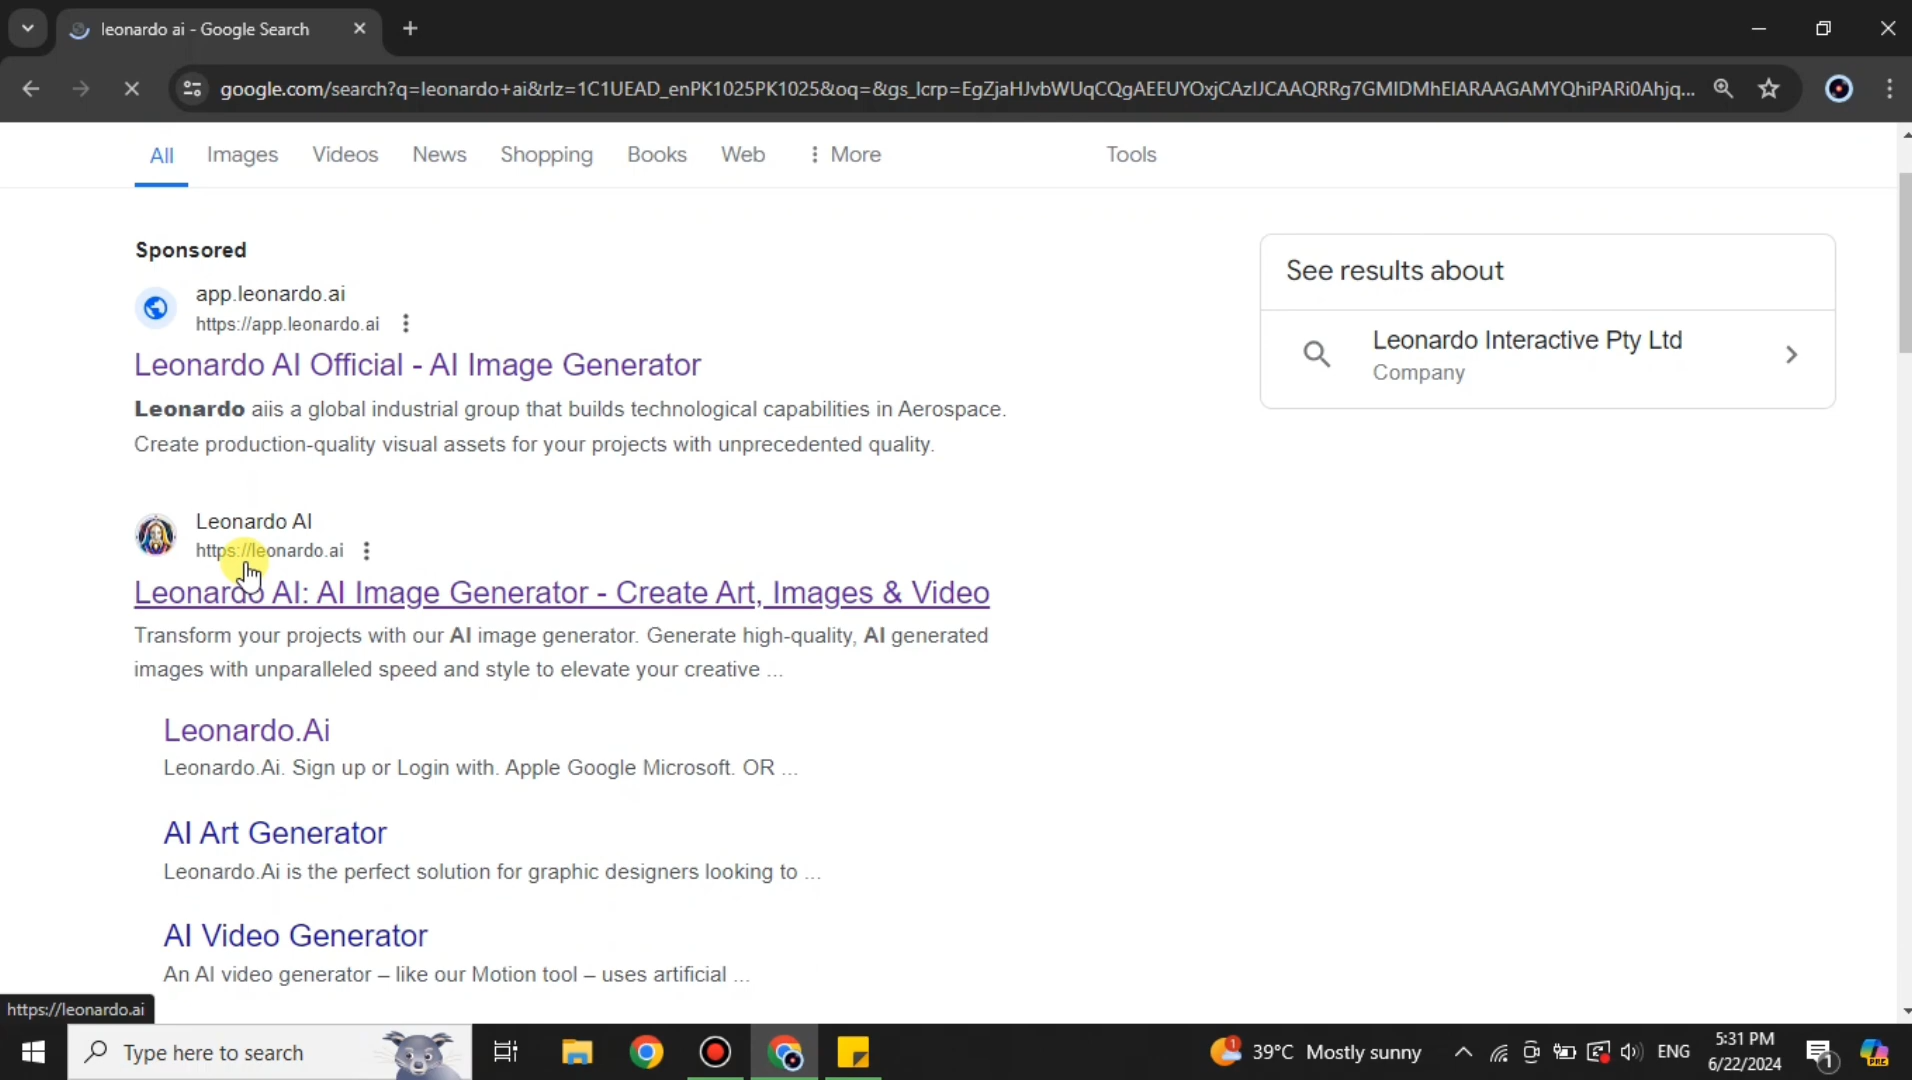 leonardo ai - Google Search
google.com/search?q=leonardo+ai&rlz=1C1UEAD_enPK1025PK1025&oq=&gs_lcrp=EgZjaHJvbWUqCQgAEEUYOxjCAzIJCAAQRRg7GMIDMhEIARAAGAMYQhiPARi0Ahjq...
All Images Videos News Shopping Books Web More Tools
Sponsored
app.leonardo.ai
https://app.leonardo.ai
Leonardo AI Official - AI Image Generator
Leonardo aiis a global industrial group that builds technological capabilities in Aerospace.
Create production-quality visual assets for your projects with unprecedented quality.
See results about
Leonardo Interactive Pty Ltd
Company
Leonardo AI
https://leonardo.ai
Leonardo AI: AI Image Generator - Create Art, Images & Video
Transform your projects with our AI image generator. Generate high-quality, AI generated
images with unparalleled speed and style to elevate your creative ...
Leonardo.Ai
Leonardo.Ai. Sign up or Login with. Apple Google Microsoft. OR ...
AI Art Generator
Leonardo.Ai is the perfect solution for graphic designers looking to ...
AI Video Generator
An AI video generator – like our Motion tool – uses artificial ...
https://leonardo.ai
Type here to search
1
39°C Mostly sunny
ENG
5:31 PM
6/22/2024
1
PRE